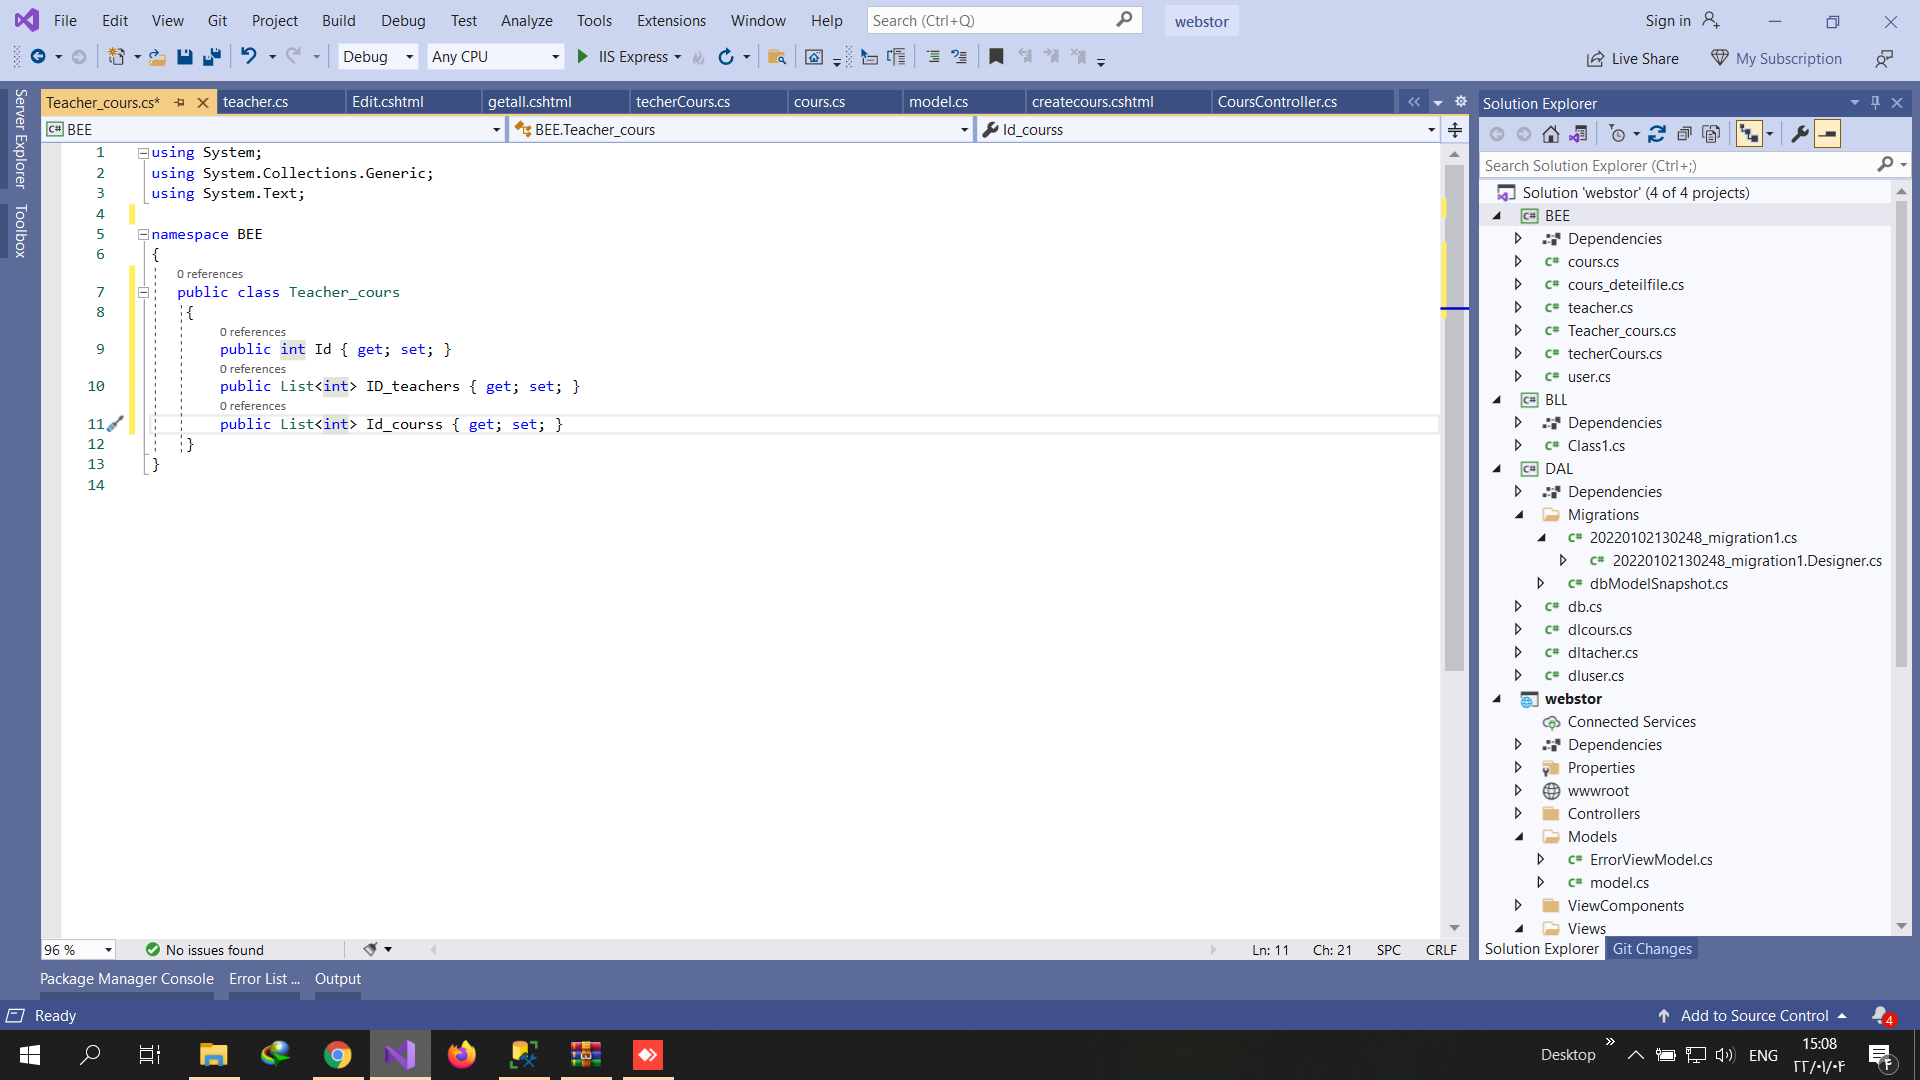 File Edit View Git Project Build Debug Test Analyze Tools Extensions Window Help Search (Ctrl+Q) webstor Sign in
Debug Any CPU IIS Express Live Share My Subscription
Server Explorer
Toolbox
Teacher_cours.cs* teacher.cs Edit.cshtml getall.cshtml techerCours.cs cours.cs model.cs createcours.cshtml CoursController.cs
BEE BEE.Teacher_cours Id_courss
1 using System;
2 using System.Collections.Generic;
3 using System.Text;
4
5 namespace BEE
6 {
0 references
7 public class Teacher_cours
8 {
0 references
9 public int Id { get; set; }
0 references
10 public List<int> ID_teachers { get; set; }
0 references
11 public List<int> Id_courss { get; set; }
12 }
13 }
14
96 % No issues found Ln: 11 Ch: 21 SPC CRLF
Solution Explorer
Search Solution Explorer (Ctrl+;)
Solution 'webstor' (4 of 4 projects)
C# BEE
Dependencies
C# cours.cs
C# cours_deteilfile.cs
C# teacher.cs
C# Teacher_cours.cs
C# techerCours.cs
C# user.cs
C# BLL
Dependencies
C# Class1.cs
C# DAL
Dependencies
Migrations
C# 20220102130248_migration1.cs
C# 20220102130248_migration1.Designer.cs
C# dbModelSnapshot.cs
C# db.cs
C# dlcours.cs
C# dltacher.cs
C# dluser.cs
webstor
Connected Services
Dependencies
Properties
wwwroot
Controllers
Models
C# ErrorViewModel.cs
C# model.cs
ViewComponents
Views
Solution Explorer Git Changes
Package Manager Console Error List ... Output
Ready Add to Source Control 4
Desktop ENG 15:08
۲۲/۰۱/۰۴ ۴